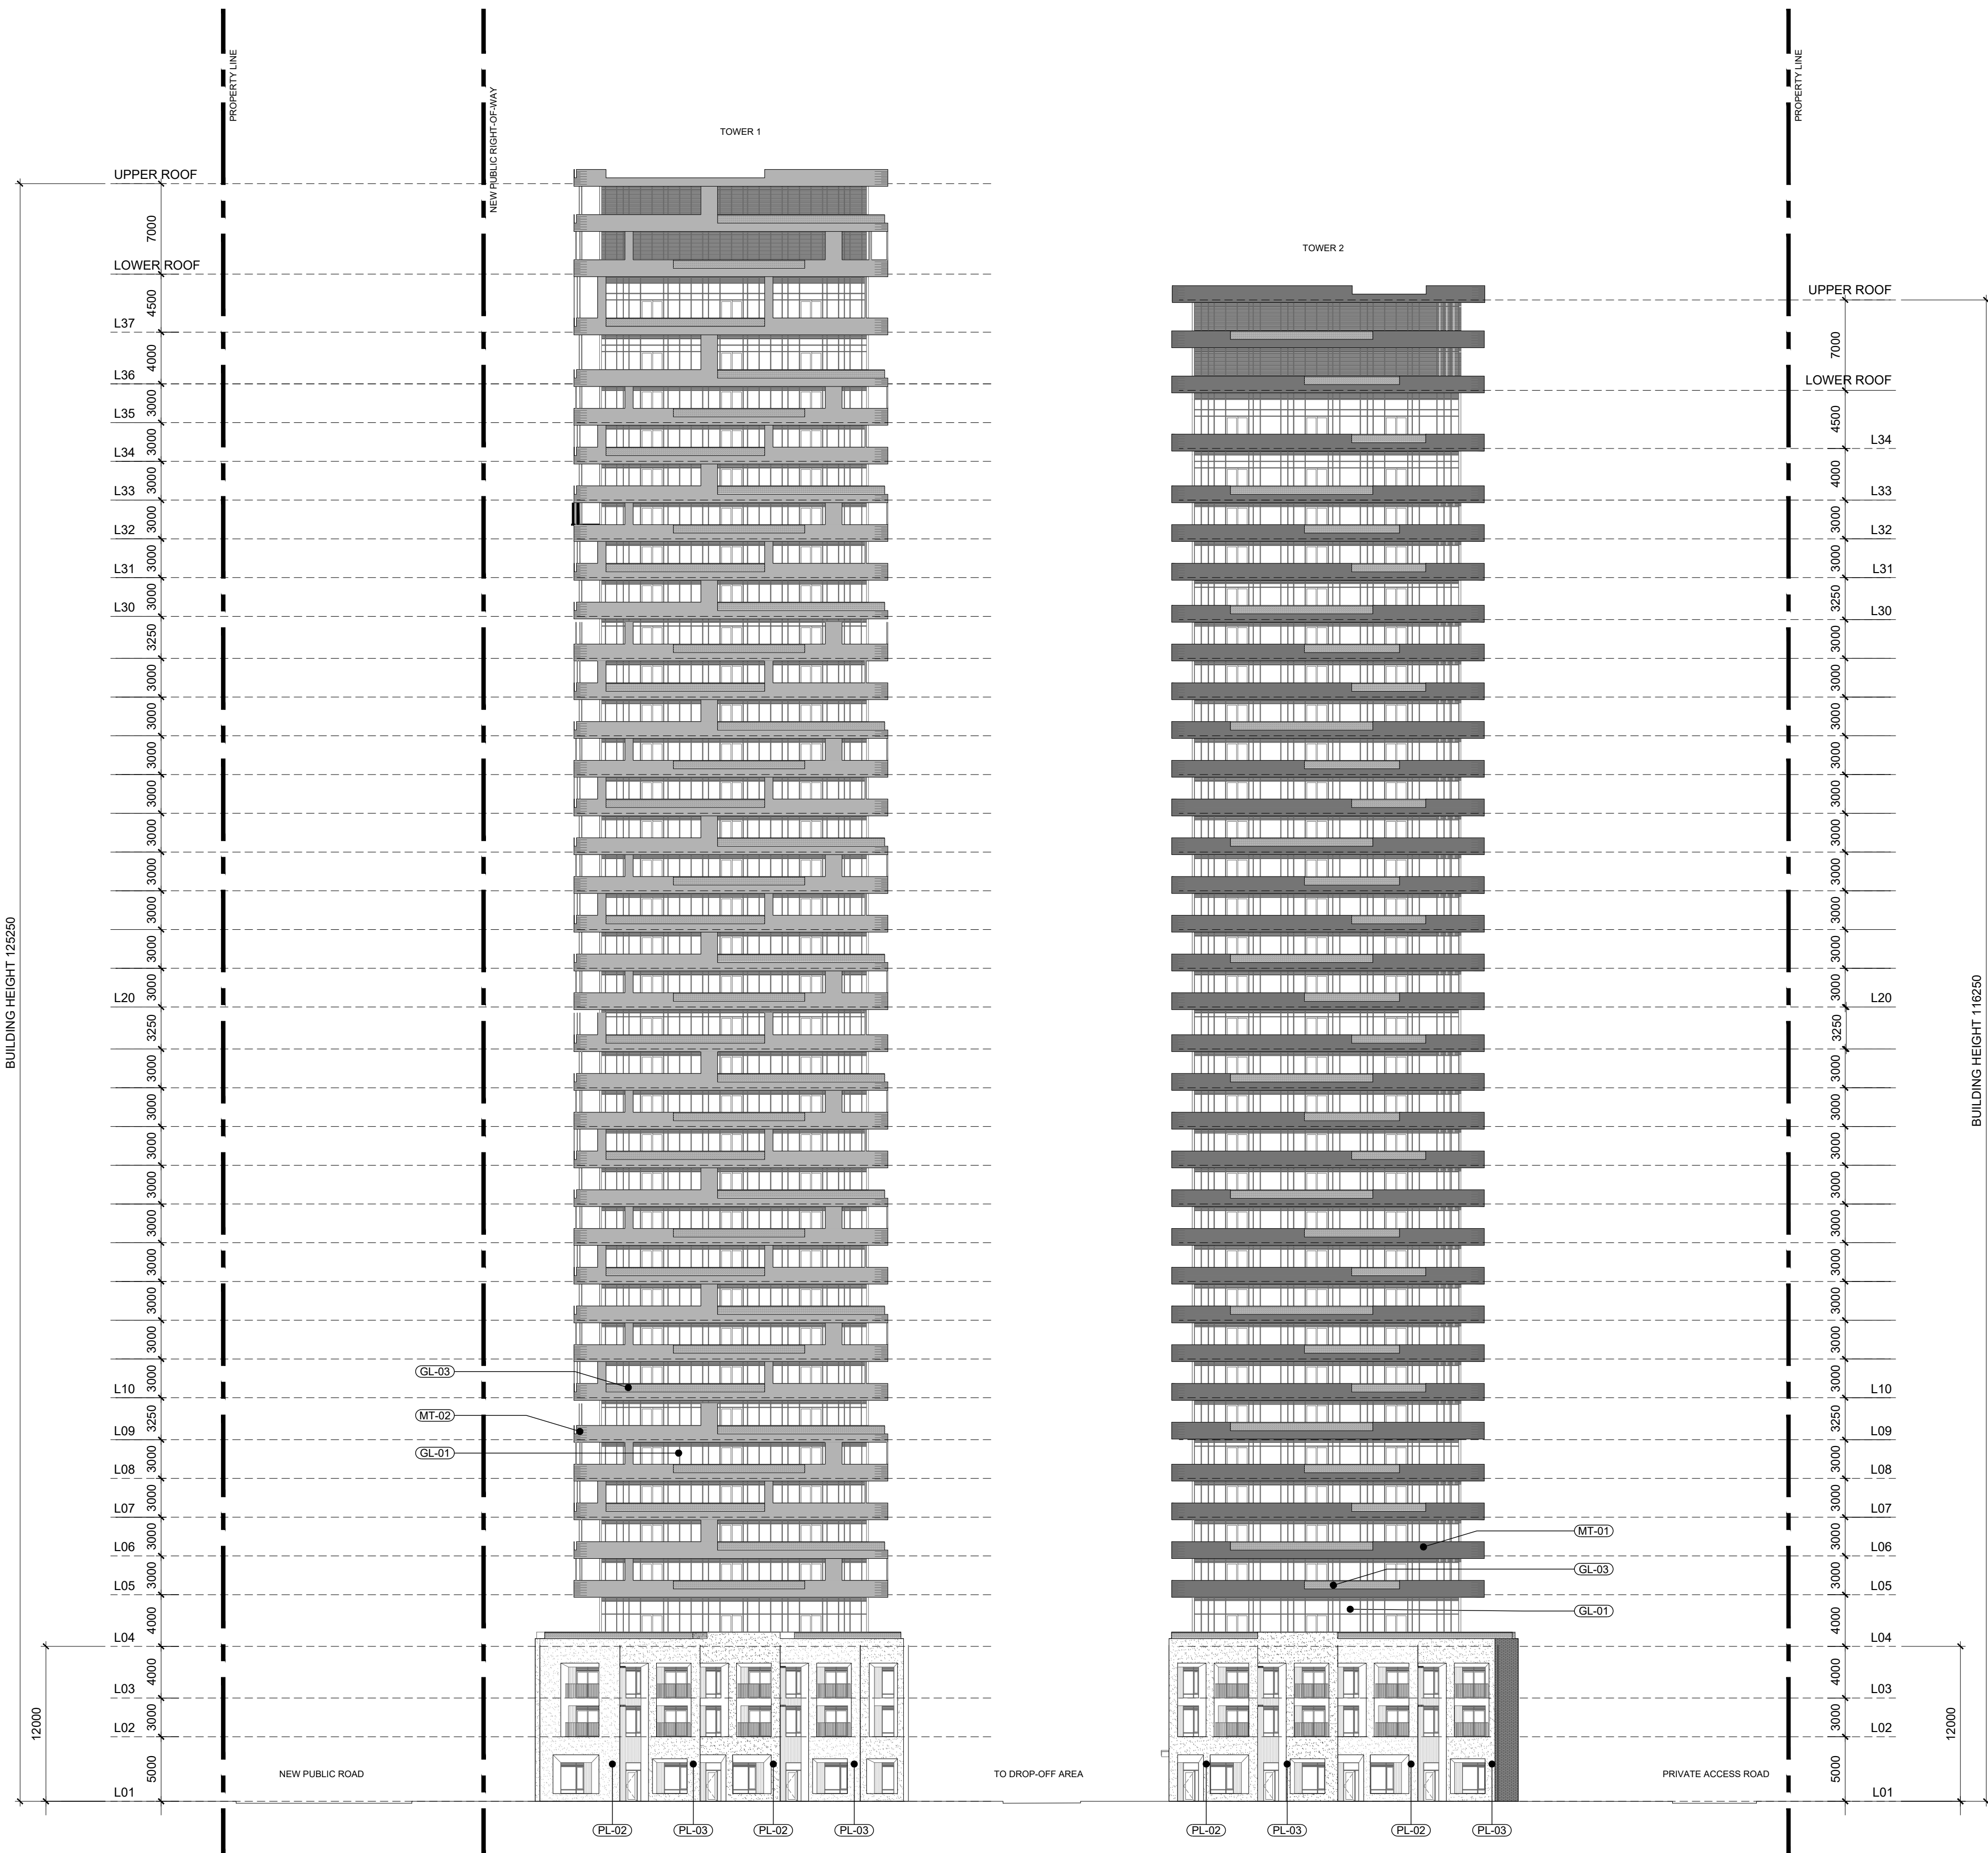 PROPERTY LINE
NEW PUBLIC RIGHT-OF-WAY
PROPERTY LINE
TOWER 1
TOWER 2
BUILDING HEIGHT 125250
UPPER ROOF
7000
LOWER ROOF
4500
L37
4000
L36
3000
L35
3000
L34
3000
L33
3000
L32
3000
L31
3000
L30
3250
3000
3000
3000
3000
3000
3000
3000
3000
3000
L20
3250
3000
3000
3000
3000
3000
3000
3000
3000
3000
L10
3250
L09
3000
L08
3000
L07
3000
L06
3000
L05
4000
L04
4000
L03
3000
L02
5000
L01
12000
GL-03
MT-02
GL-01
UPPER ROOF
7000
LOWER ROOF
4500
L34
4000
L33
3000
L32
3000
L31
3250
L30
3000
3000
3000
3000
3000
3000
3000
3000
3000
3000
L20
3250
3000
3000
3000
3000
3000
3000
3000
3000
3000
L10
3250
L09
3000
L08
3000
L07
3000
L06
3000
L05
4000
L04
4000
L03
3000
L02
5000
L01
12000
BUILDING HEIGHT 116250
MT-01
GL-03
GL-01
NEW PUBLIC ROAD
TO DROP-OFF AREA
PRIVATE ACCESS ROAD
PL-02
PL-03
PL-02
PL-03
PL-02
PL-03
PL-02
PL-03